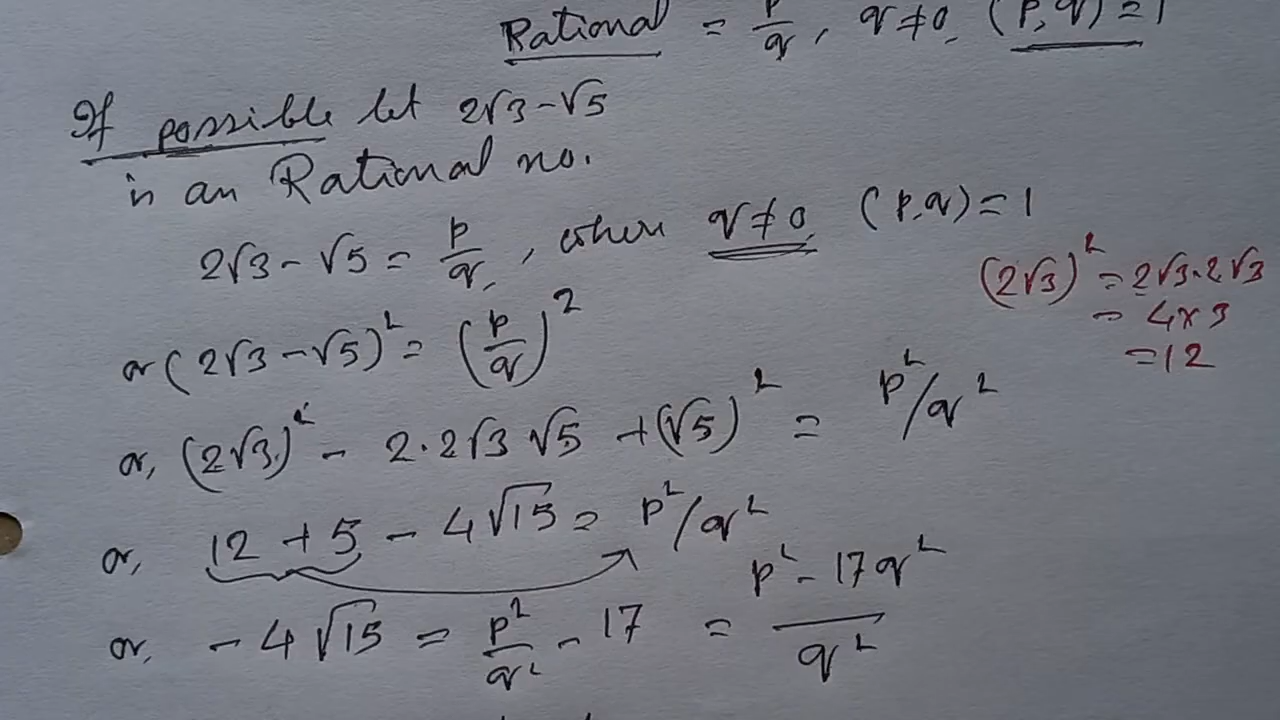 Rational = p/q, q≠0, (p,q)=1
If possible let 2√3-√5
is an Rational no.
2√3-√5 = p/q, where q≠0, (p,q)=1
(2√3)² = 2√3.2√3
= 4×3
=12
or (2√3-√5)² = (p/q)²
or, (2√3)² - 2·2√3 √5 +(√5)² = p²/q²
or, 12+5 - 4√15 = p²/q²
or, -4√15 = p²/q² - 17 = (p²-17q²)/q²